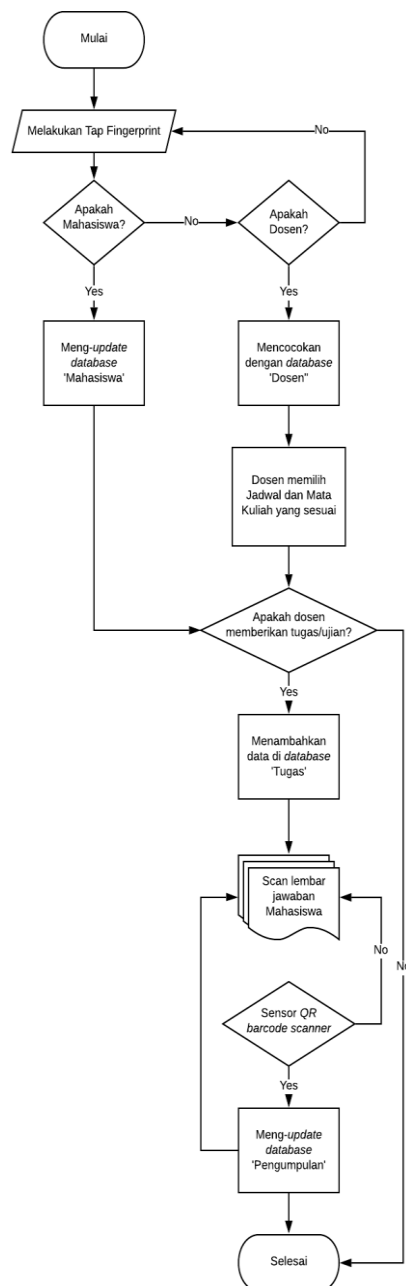 Mulai
Melakukan Tap Fingerprint
No
Apakah
Mahasiswa?
No
Apakah
Dosen?
Yes
Yes
Meng-update
database
'Mahasiswa'
Mencocokan
dengan database
'Dosen"
Dosen memilih
Jadwal dan Mata
Kuliah yang sesuai
Apakah dosen
memberikan tugas/ujian?
Yes
Menambahkan
data di database
'Tugas'
Scan lembar
jawaban
Mahasiswa
No
No
Sensor QR
barcode scanner
Yes
Meng-update
database
'Pengumpulan'
Selesai